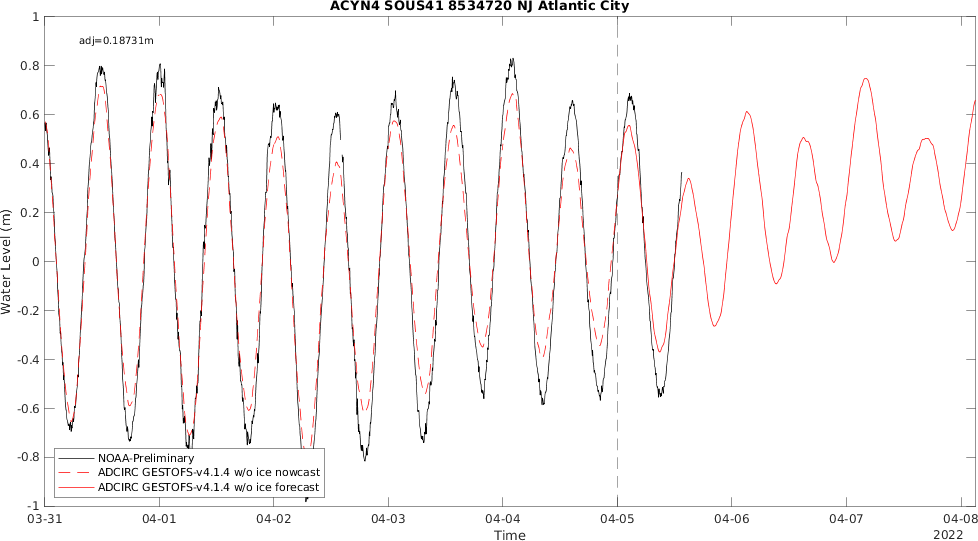 ACYN4 SOUS41 8534720 NJ Atlantic City
adj=0.18731m
1
0.8
0.6
0.4
0.2
0
-0.2
-0.4
-0.6
-0.8
-1
Water Level (m)
NOAA-Preliminary
ADCIRC GESTOFS-v4.1.4 w/o ice nowcast
ADCIRC GESTOFS-v4.1.4 w/o ice forecast
03-31 04-01 04-02 04-03 04-04 04-05 04-06 04-07 04-08
Time
2022